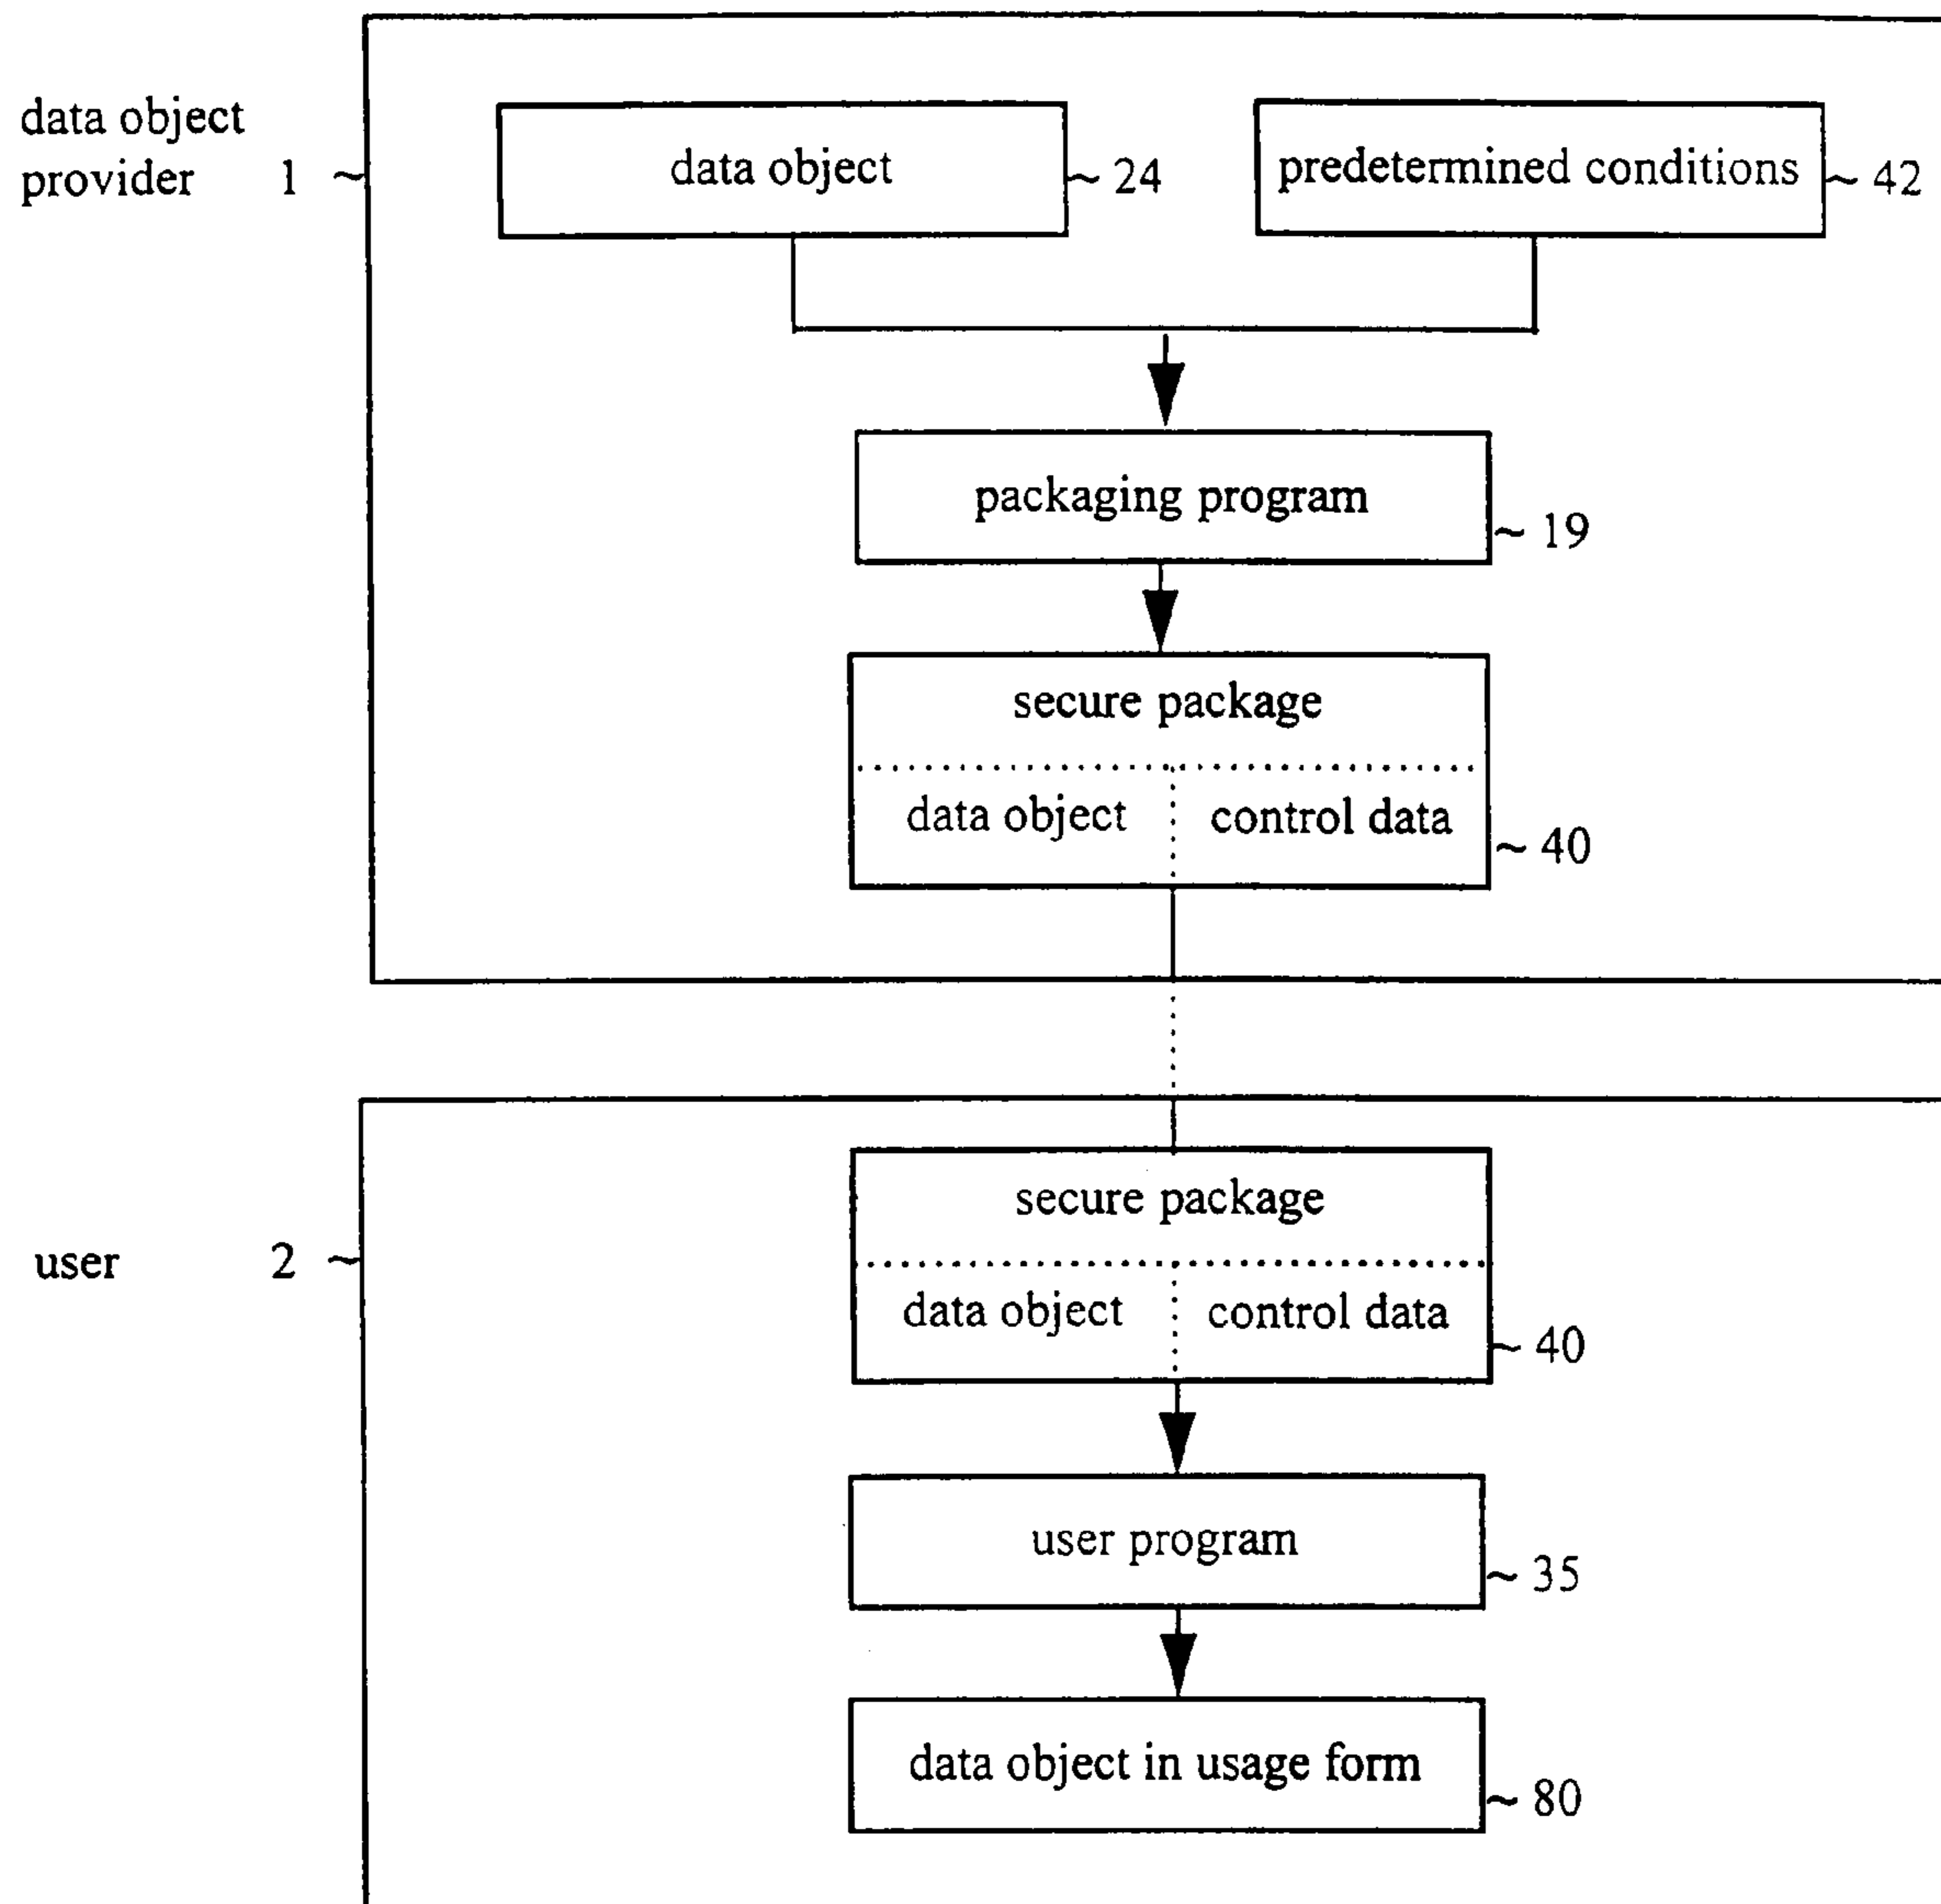 data object
provider 1 ~
data object ~ 24
predetermined conditions ~ 42
packaging program ~ 19
secure package
data object control data ~ 40
user 2 ~
secure package
data object control data ~ 40
user program ~ 35
data object in usage form ~ 80